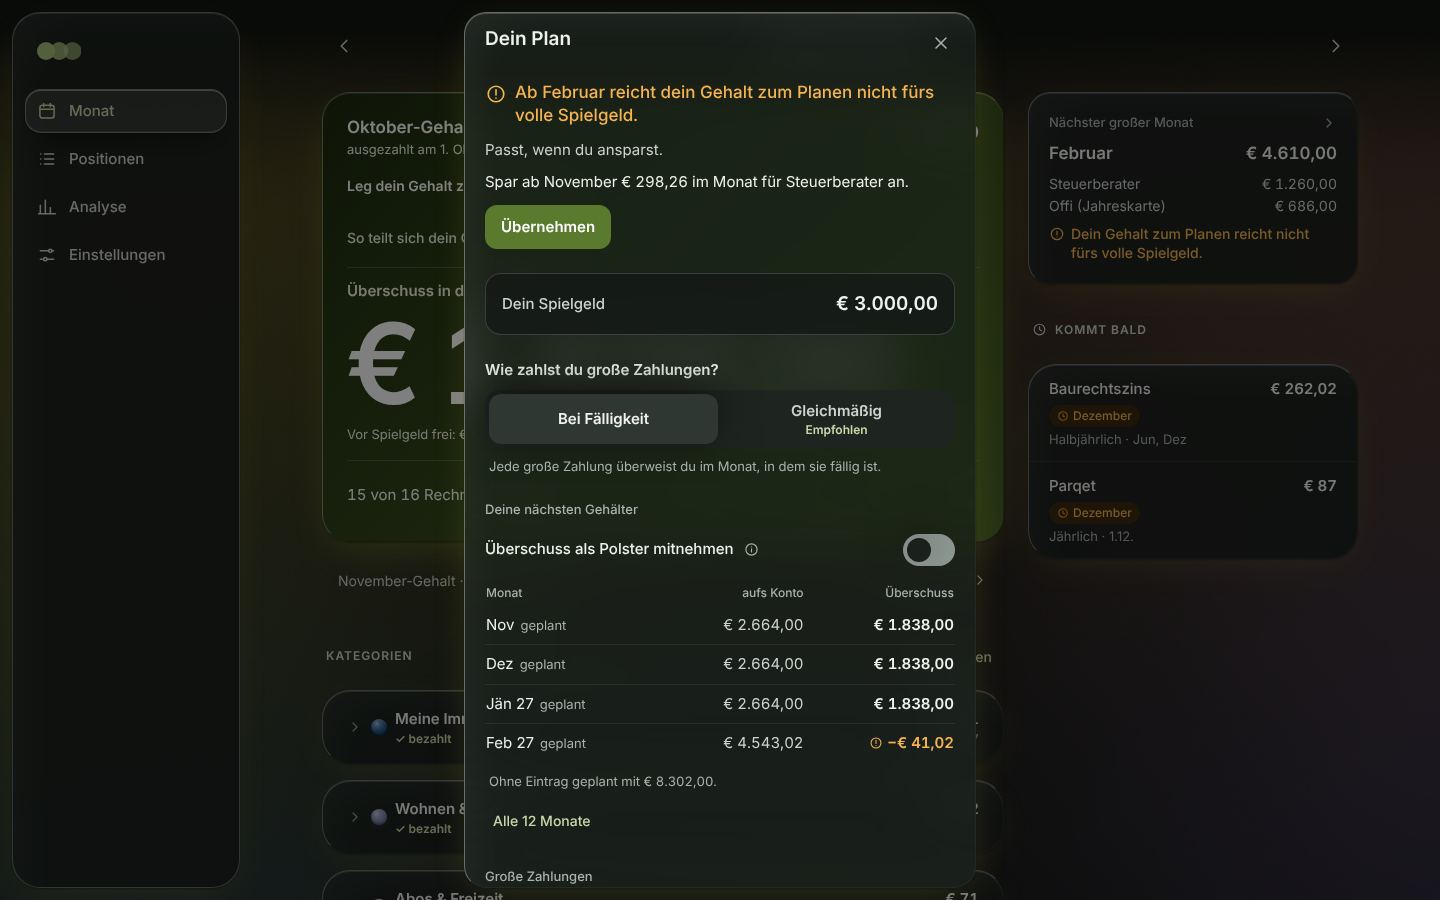 Monat
Positionen
Analyse
Einstellungen
Oktober-Geha
ausgezahlt am 1. O
Leg dein Gehalt z
So teilt sich dein
Überschuss in d
€ 1
Vor Spielgeld frei: €
15 von 16 Rechn
November-Gehalt ·
KATEGORIEN
en
Meine Im
✓ bezahlt
Wohnen &
✓ bezahlt
Abos & Freizeit
€ 71
Dein Plan
Ab Februar reicht dein Gehalt zum Planen nicht fürs
volle Spielgeld.
Passt, wenn du ansparst.
Spar ab November € 298,26 im Monat für Steuerberater an.
Übernehmen
Dein Spielgeld € 3.000,00
Wie zahlst du große Zahlungen?
Bei Fälligkeit
Gleichmäßig
Empfohlen
Jede große Zahlung überweist du im Monat, in dem sie fällig ist.
Deine nächsten Gehälter
Überschuss als Polster mitnehmen
Monat aufs Konto Überschuss
Nov geplant € 2.664,00 € 1.838,00
Dez geplant € 2.664,00 € 1.838,00
Jän 27 geplant € 2.664,00 € 1.838,00
Feb 27 geplant € 4.543,02 −€ 41,02
Ohne Eintrag geplant mit € 8.302,00.
Alle 12 Monate
Große Zahlungen
Nächster großer Monat
Februar € 4.610,00
Steuerberater € 1.260,00
Offi (Jahreskarte) € 686,00
Dein Gehalt zum Planen reicht nicht
fürs volle Spielgeld.
KOMMT BALD
Baurechtszins € 262,02
Dezember
Halbjährlich · Jun, Dez
Parqet € 87
Dezember
Jährlich · 1.12.